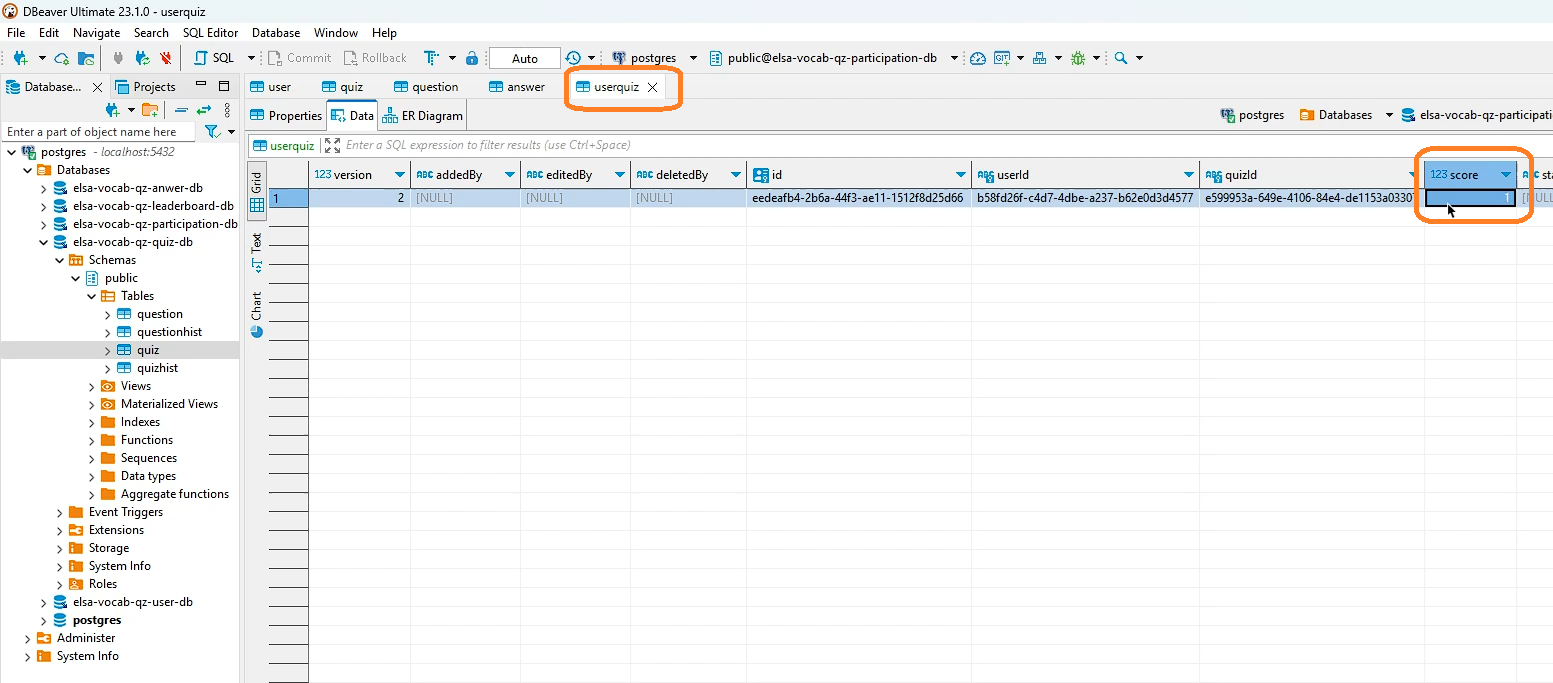 DBeaver Ultimate 23.1.0 - userquiz
File Edit Navigate Search SQL Editor Database Window Help
SQL Commit Rollback Auto postgres public@elsa-vocab-qz-participation-db
Database... Projects
user quiz question answer userquiz
Properties Data ER Diagram
postgres Databases elsa-vocab-qz-participati
Enter a part of object name here
userquiz Enter a SQL expression to filter results (use Ctrl+Space)
postgres - localhost:5432
Databases
elsa-vocab-qz-anwer-db
elsa-vocab-qz-leaderboard-db
elsa-vocab-qz-participation-db
elsa-vocab-qz-quiz-db
Schemas
public
Tables
question
questionhist
quiz
quizhist
Views
Materialized Views
Indexes
Functions
Sequences
Data types
Aggregate functions
Event Triggers
Extensions
Storage
System Info
Roles
elsa-vocab-qz-user-db
postgres
Administer
System Info
Grid
Text
Chart
123 version ABC addedBy ABC editedBy ABC deletedBy id ABC userId ABC quizId 123 score ABC sta
1 2 [NULL] [NULL] [NULL] eedeafb4-2b6a-44f3-ae11-1512f8d25d66 b58fd26f-c4d7-4dbe-a237-b62e0d3d4577 e599953a-649e-4106-84e4-de1153a0330 1 [NULL